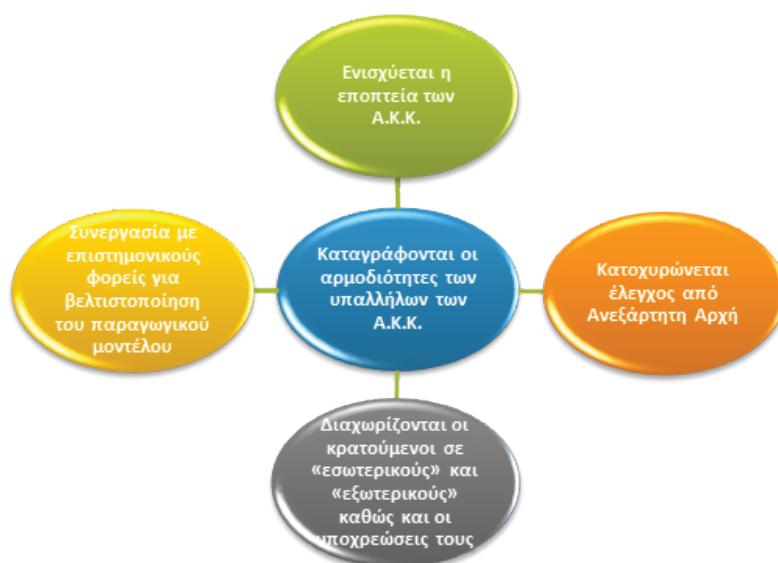 Ενισχύεται η
εποπτεία των
Α.Κ.Κ.
Συνεργασία με
επιστημονικούς
φορείς για
βελτιστοποίηση
του παραγωγικού
μοντέλου
Καταγράφονται οι
αρμοδιότητες των
υπαλλήλων των
Α.Κ.Κ.
Κατοχυρώνεται
έλεγχος από
Ανεξάρτητη Αρχή
Διαχωρίζονται οι
κρατούμενοι σε
«εσωτερικούς» και
«εξωτερικούς»
καθώς και οι
υποχρεώσεις τους